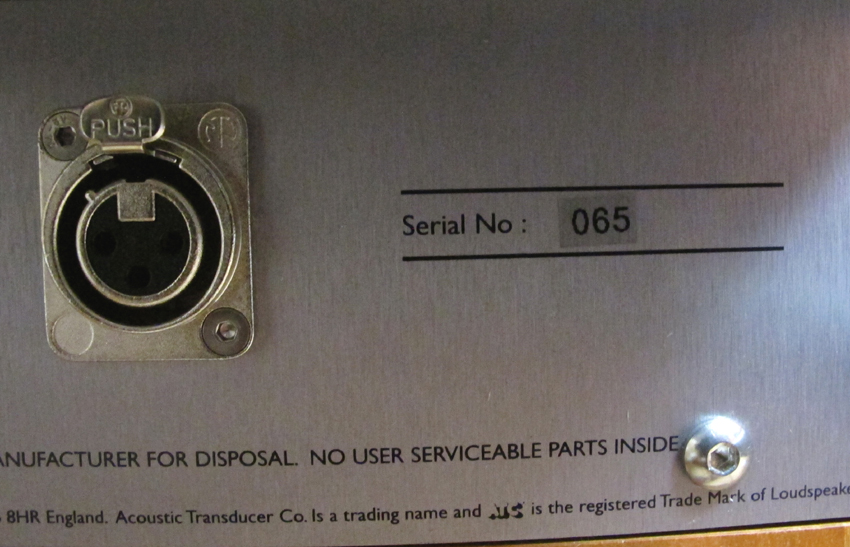 PUSH
Serial No : 065
ANUFACTURER FOR DISPOSAL. NO USER SERVICEABLE PARTS INSIDE
8HR England. Acoustic Transducer Co. Is a trading name and is the registered Trade Mark of Loudspeake